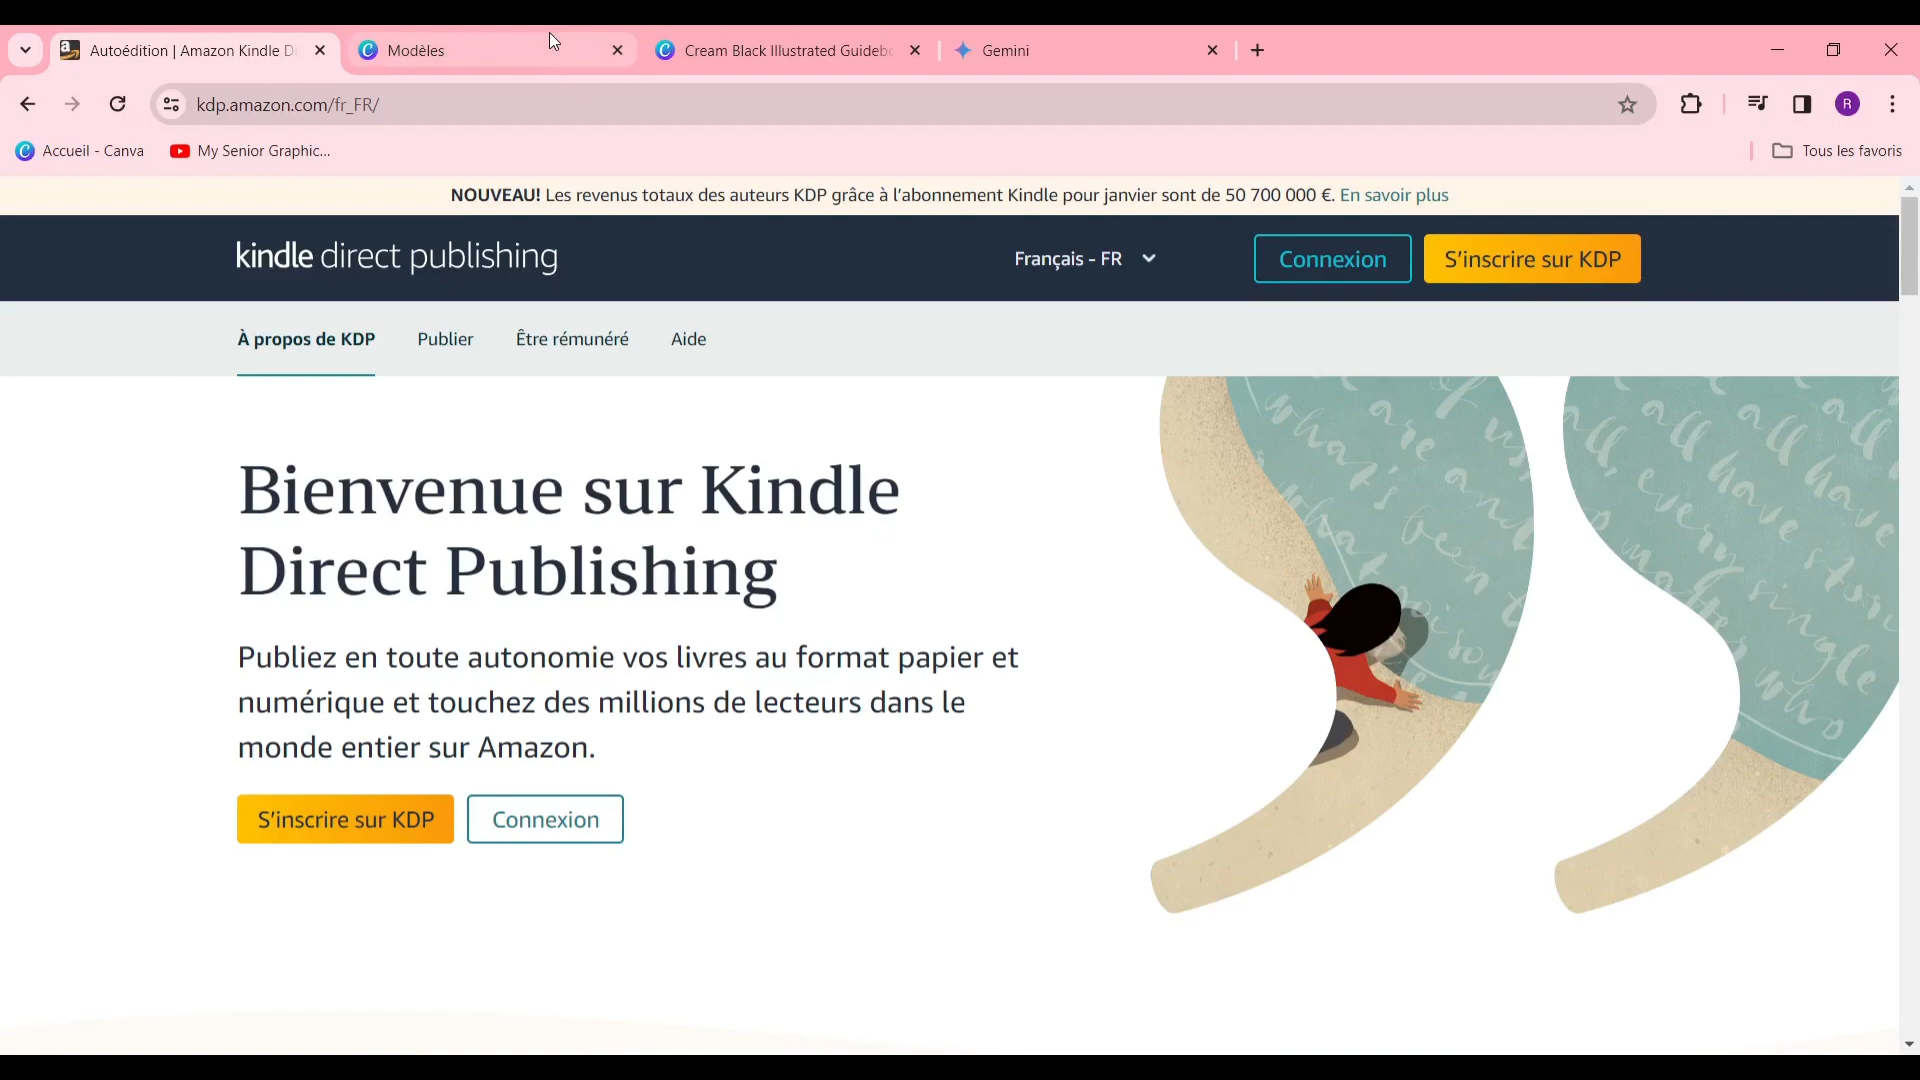 Autoédition | Amazon Kindle Di
Modèles
Cream Black Illustrated Guidebo
Gemini
kdp.amazon.com/fr_FR/
R
Accueil - Canva
My Senior Graphic...
Tous les favoris
NOUVEAU! Les revenus totaux des auteurs KDP grâce à l'abonnement Kindle pour janvier sont de 50 700 000 €. En savoir plus
kindle direct publishing
Français - FR
Connexion
S'inscrire sur KDP
À propos de KDP
Publier
Être rémunéré
Aide
Bienvenue sur Kindle
Direct Publishing
Publiez en toute autonomie vos livres au format papier et
numérique et touchez des millions de lecteurs dans le
monde entier sur Amazon.
S'inscrire sur KDP
Connexion